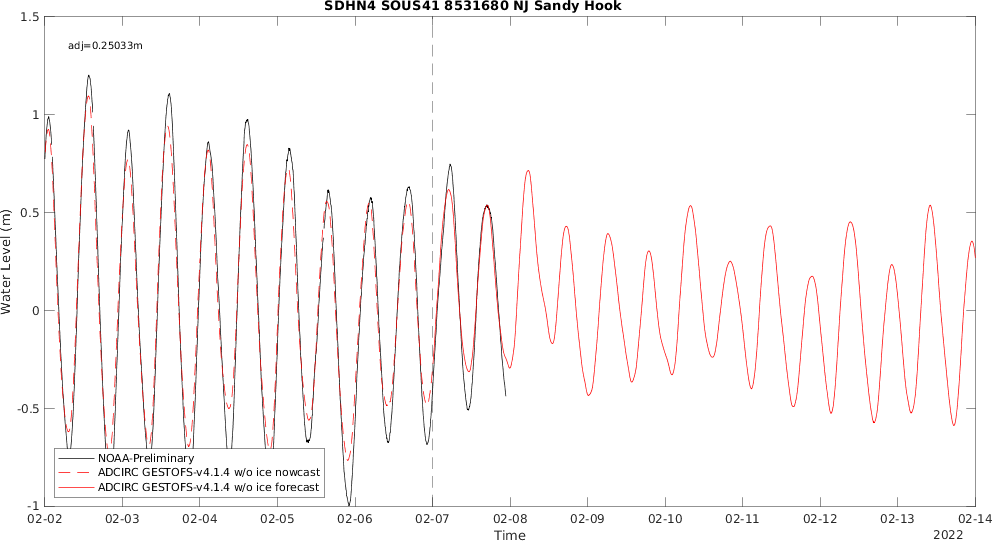 SDHN4 SOUS41 8531680 NJ Sandy Hook
adj=0.25033m
Water Level (m)
1.5
1
0.5
0
-0.5
-1
NOAA-Preliminary
ADCIRC GESTOFS-v4.1.4 w/o ice nowcast
ADCIRC GESTOFS-v4.1.4 w/o ice forecast
02-02 02-03 02-04 02-05 02-06 02-07 02-08 02-09 02-10 02-11 02-12 02-13 02-14
Time
2022